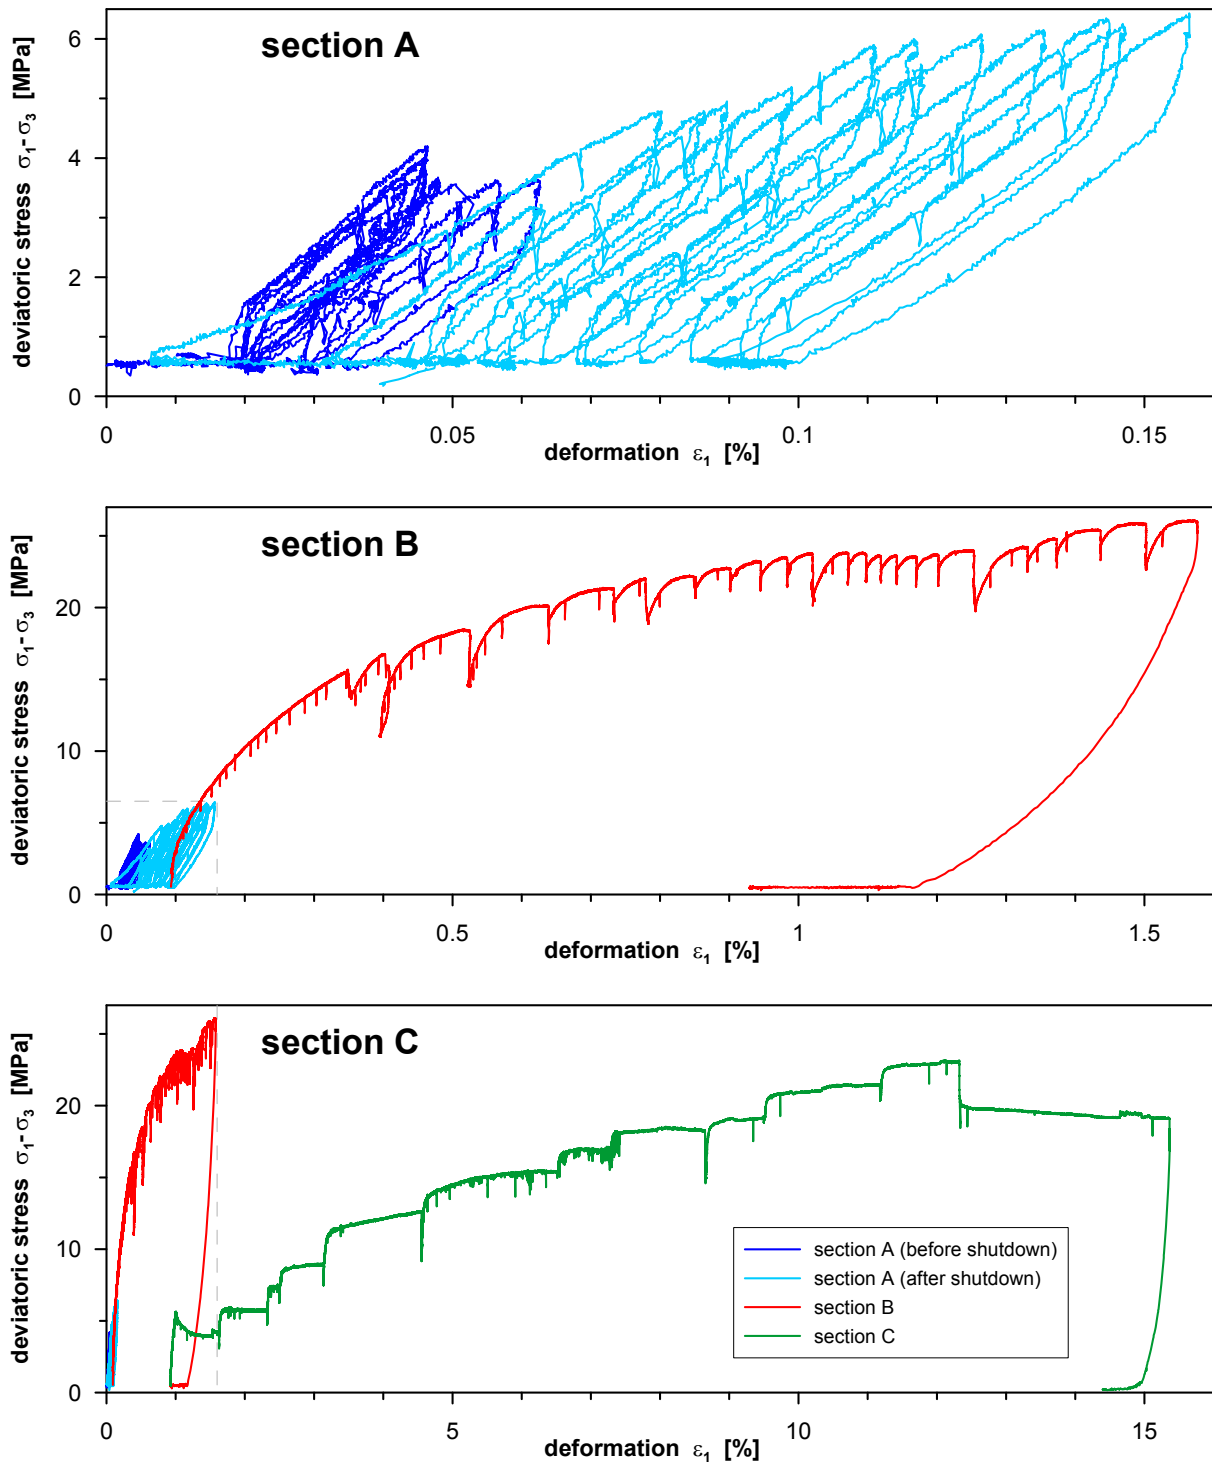 section A
deviatoric stress σ1-σ3 [MPa]
6
4
2
0
0 0.05 0.1 0.15
deformation ε1 [%]
section B
deviatoric stress σ1-σ3 [MPa]
20
10
0
0 0.5 1 1.5
deformation ε1 [%]
section C
deviatoric stress σ1-σ3 [MPa]
20
10
0
section A (before shutdown)
section A (after shutdown)
section B
section C
0 5 10 15
deformation ε1 [%]